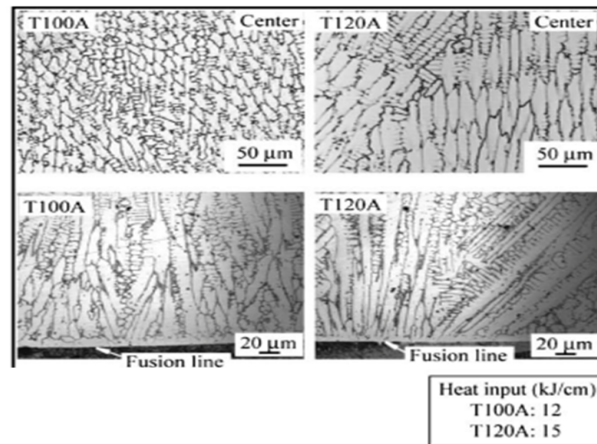 T100A Center
50 μm
T120A Center
50 μm
T100A
20 μm
Fusion line
T120A
20 μm
Fusion line
Heat input (kJ/cm)
T100A: 12
T120A: 15